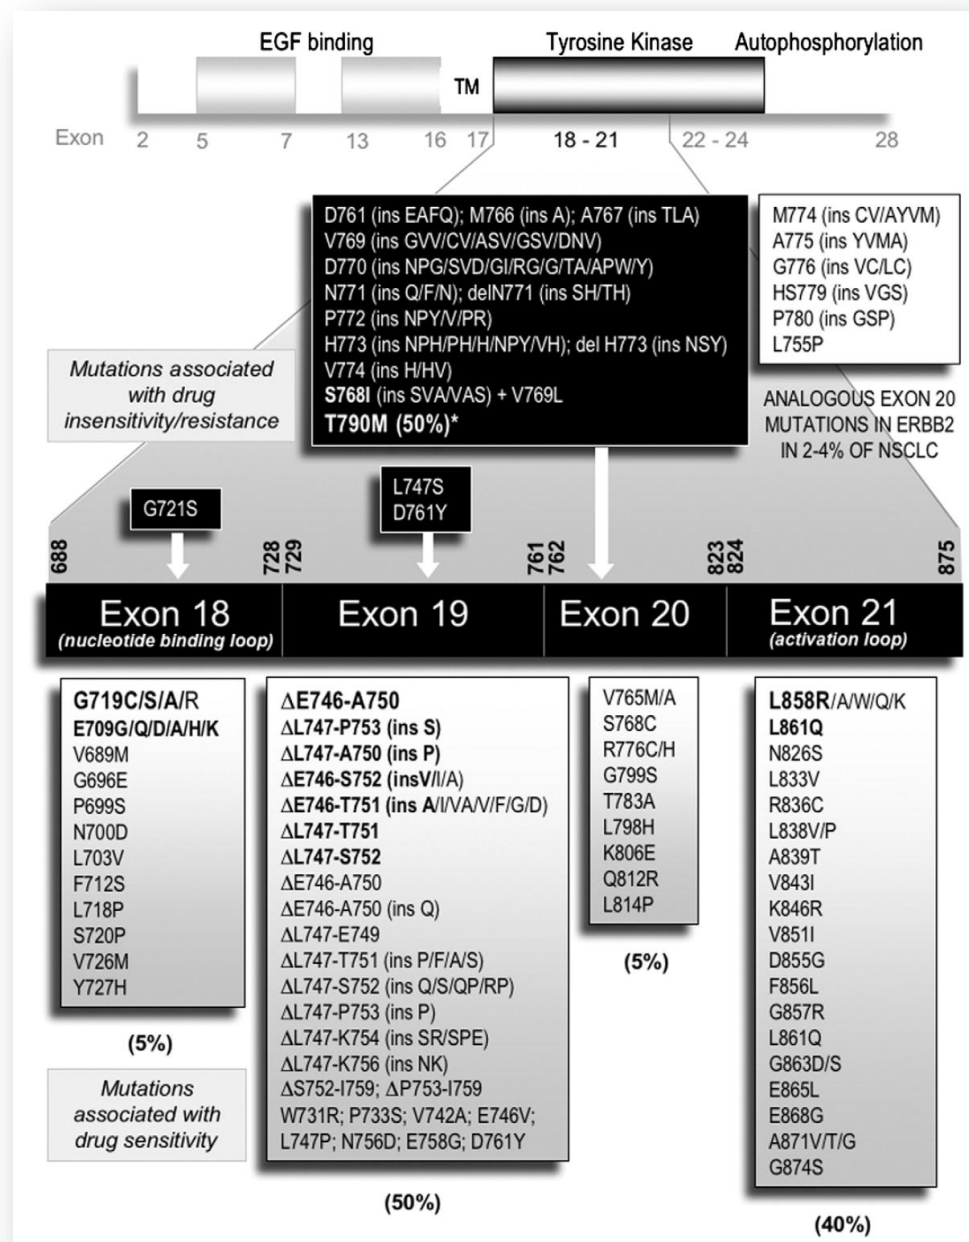 EGF binding
Tyrosine Kinase
Autophosphorylation
TM
Exon 2 5 7 13 16 17 18 - 21 22 - 24 28
D761 (ins EAFQ); M766 (ins A); A767 (ins TLA)
V769 (ins GVV/CV/ASV/GSV/DNV)
D770 (ins NPG/SVD/GI/RG/G/TA/APW/Y)
N771 (ins Q/F/N); delN771 (ins SH/TH)
P772 (ins NPY/V/PR)
H773 (ins NPH/PH/H/NPY/VH); del H773 (ins NSY)
V774 (ins H/HV)
S768I (ins SVA/VAS) + V769L
T790M (50%)*
M774 (ins CV/AYVM)
A775 (ins YVMA)
G776 (ins VC/LC)
HS779 (ins VGS)
P780 (ins GSP)
L755P
ANALOGOUS EXON 20
MUTATIONS IN ERBB2
IN 2-4% OF NSCLC
Mutations associated
with drug
insensitivity/resistance
G721S
L747S
D761Y
688 728 729 761 762 823 824 875
Exon 18
(nucleotide binding loop)
Exon 19
Exon 20
Exon 21
(activation loop)
G719C/S/A/R
E709G/Q/D/A/H/K
V689M
G696E
P699S
N700D
L703V
F712S
L718P
S720P
V726M
Y727H
(5%)
Mutations
associated with
drug sensitivity
ΔE746-A750
ΔL747-P753 (ins S)
ΔL747-A750 (ins P)
ΔE746-S752 (insV/I/A)
ΔE746-T751 (ins A/I/VA/V/F/G/D)
ΔL747-T751
ΔL747-S752
ΔE746-A750
ΔE746-A750 (ins Q)
ΔL747-E749
ΔL747-T751 (ins P/F/A/S)
ΔL747-S752 (ins Q/S/QP/RP)
ΔL747-P753 (ins P)
ΔL747-K754 (ins SR/SPE)
ΔL747-K756 (ins NK)
ΔS752-I759; ΔP753-I759
W731R; P733S; V742A; E746V;
L747P; N756D; E758G; D761Y
(50%)
V765M/A
S768C
R776C/H
G799S
T783A
L798H
K806E
Q812R
L814P
(5%)
L858R/A/W/Q/K
L861Q
N826S
L833V
R836C
L838V/P
A839T
V843I
K846R
V851I
D855G
F856L
G857R
L861Q
G863D/S
E865L
E868G
A871V/T/G
G874S
(40%)